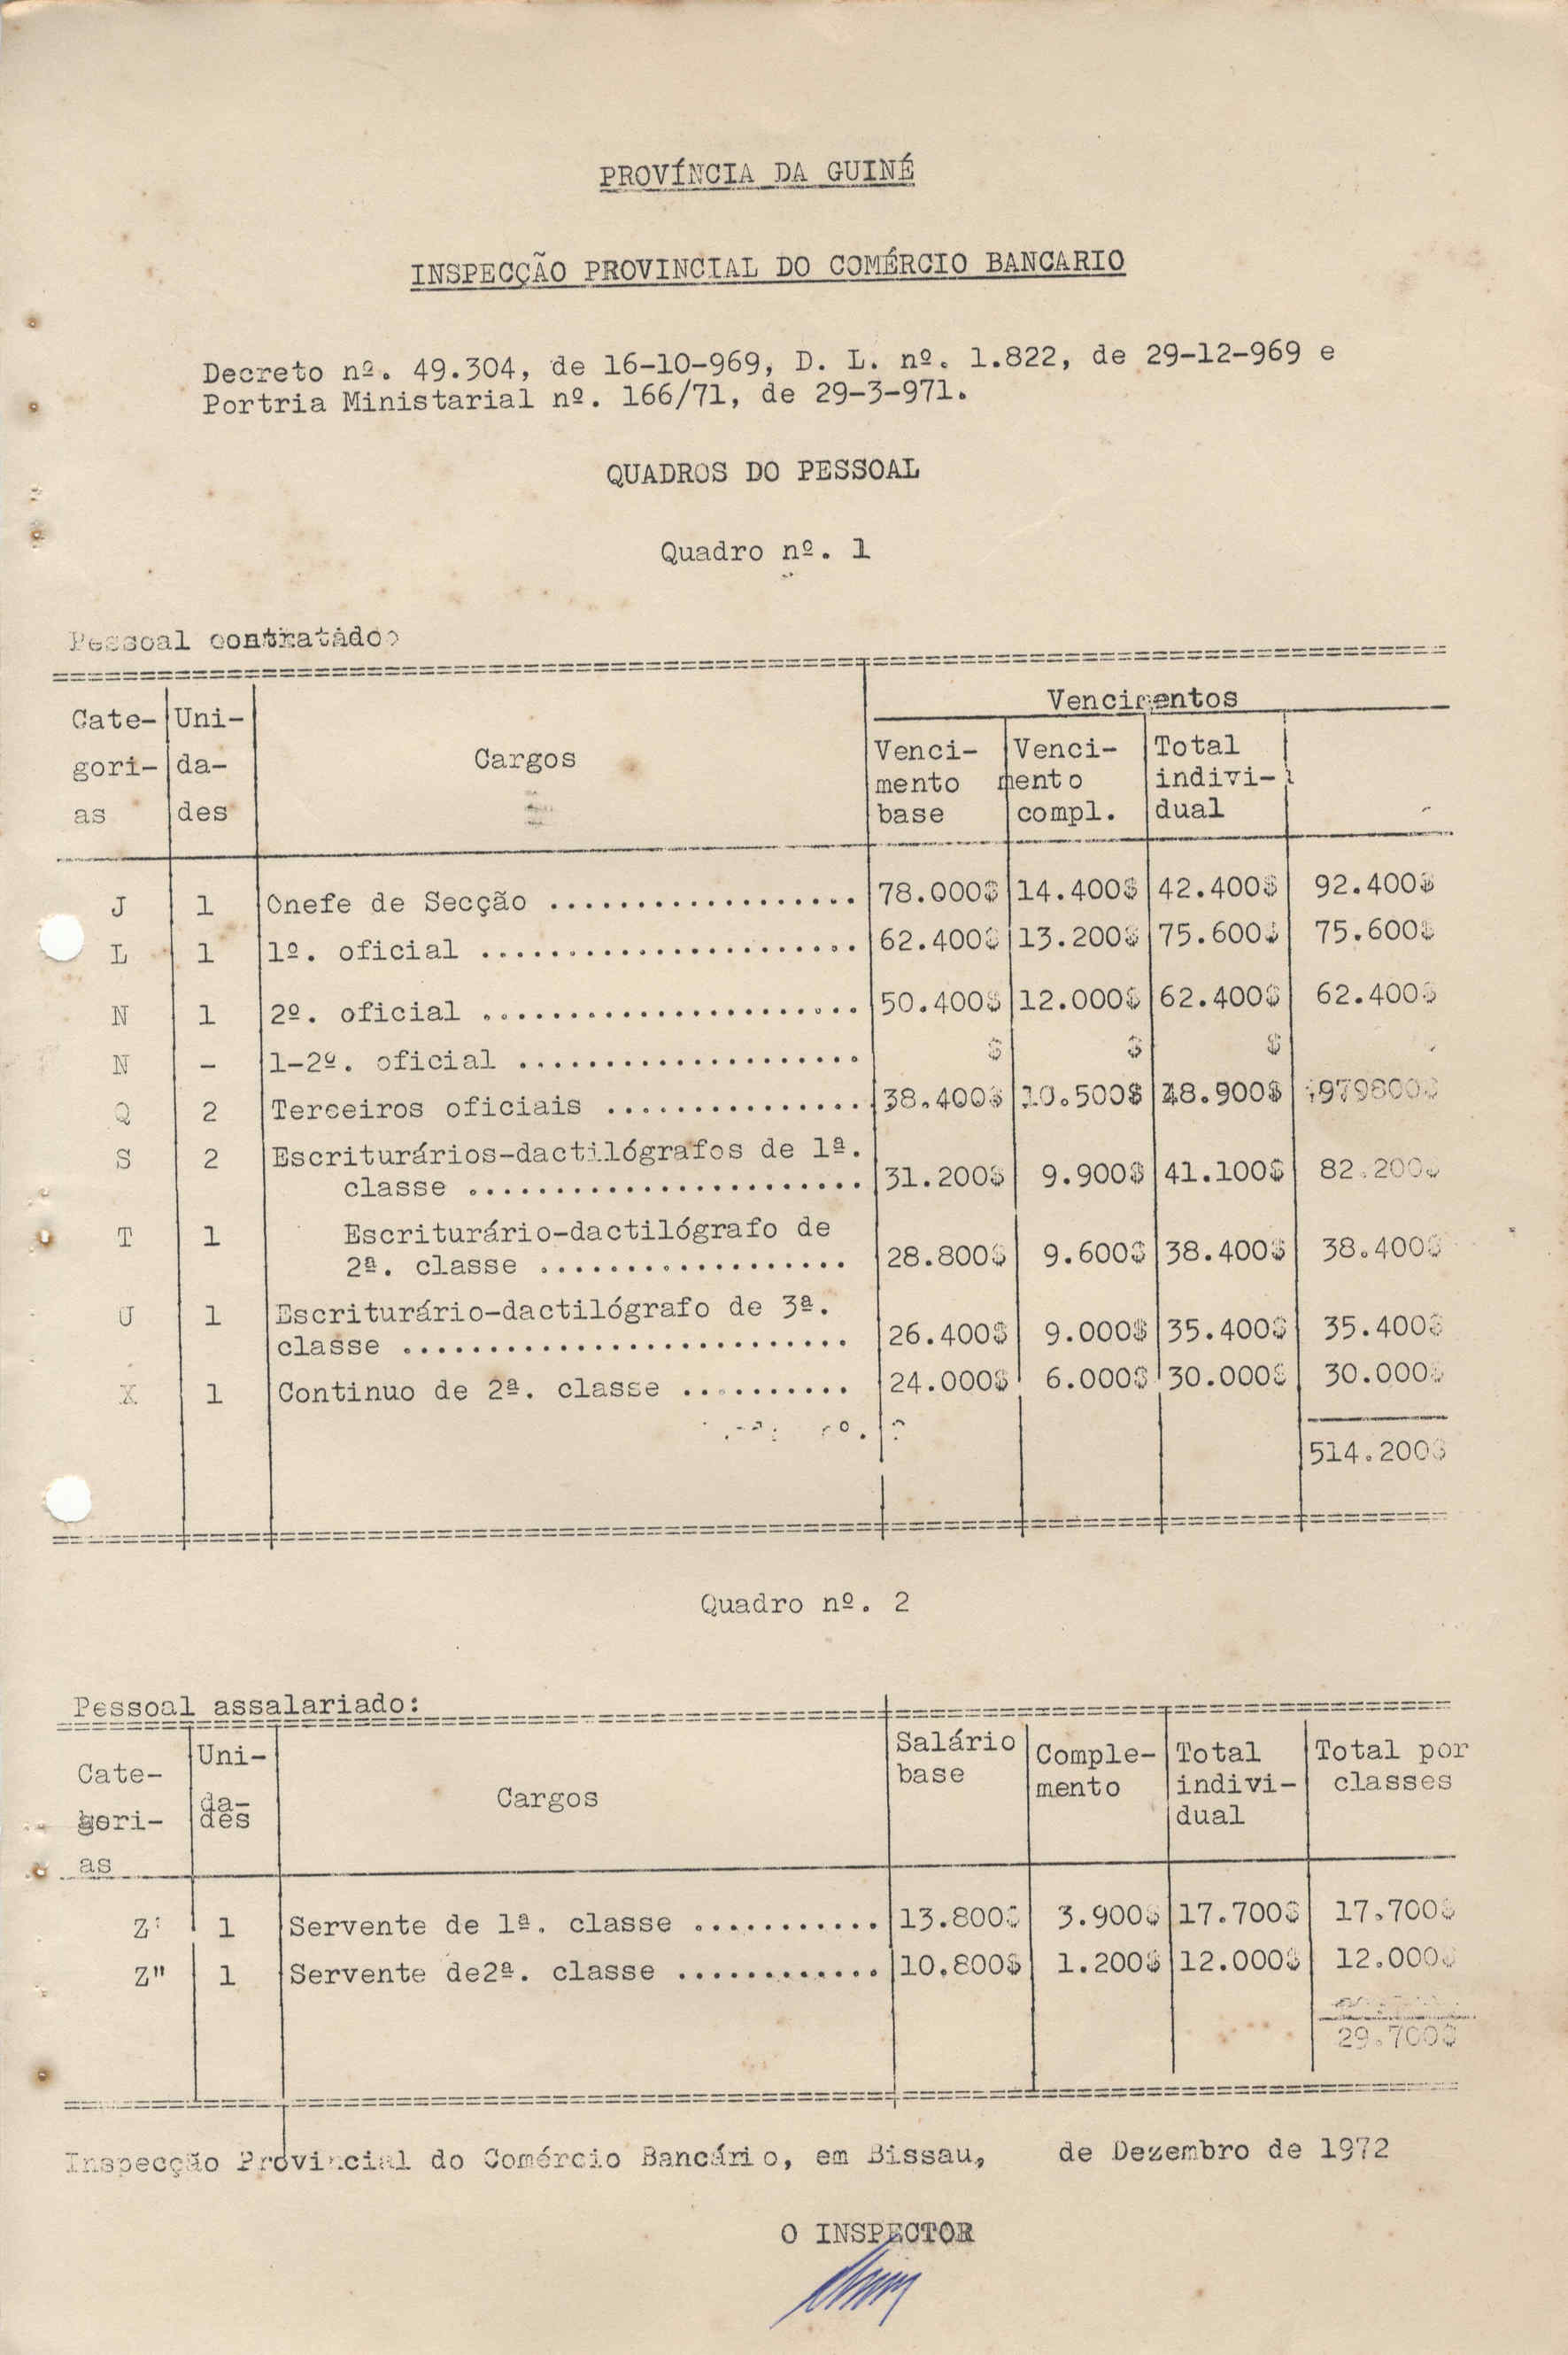 PROVÍNCIA DA GUINÉ
INSPECÇÃO PROVINCIAL DO COMÉRCIO BANCARIO
Decreto nº. 49.304, de 16-10-969, D. L. nº. 1.822, de 29-12-969 e
Portria Ministarial nº. 166/71, de 29-3-971.
QUADROS DO PESSOAL
Quadro nº. 1
Pessoal contratado
Vencimentos
Cate- Uni- Cargos Venci- Venci- Total
gori- da- mento mento indivi-
as des base compl. dual
J 1 Onefe de Secção .................. 78.000$ 14.400$ 42.400$ 92.400$
L 1 1º. oficial ...................... 62.400$ 13.200$ 75.600$ 75.600$
N 1 2º. oficial ...................... 50.400$ 12.000$ 62.400$ 62.400$
N - 1-2º. oficial .................... $ $ $
Q 2 Terceiros oficiais ............... 38.400$ 10.500$ 48.900$ 979800$
S 2 Escriturários-dactilógrafos de 1ª.
classe ....................... 31.200$ 9.900$ 41.100$ 82.200$
T 1 Escriturário-dactilógrafo de
2ª. classe .................. 28.800$ 9.600$ 38.400$ 38.400$
U 1 Escriturário-dactilógrafo de 3ª.
classe .......................... 26.400$ 9.000$ 35.400$ 35.400$
X 1 Continuo de 2ª. classe .......... 24.000$ 6.000$ 30.000$ 30.000$
514.200$
Quadro nº. 2
Pessoal assalariado:
Cate- Uni- Cargos Salário Comple- Total Total por
gori- da- base mento indivi- classes
as des dual
Z' 1 Servente de 1ª. classe ........... 13.800$ 3.900$ 17.700$ 17.700$
Z" 1 Servente de2ª. classe ............ 10.800$ 1.200$ 12.000$ 12.000$
29.700$
Inspecção Provincial do Comércio Bancário, em Bissau, de Dezembro de 1972
O INSPECTOR